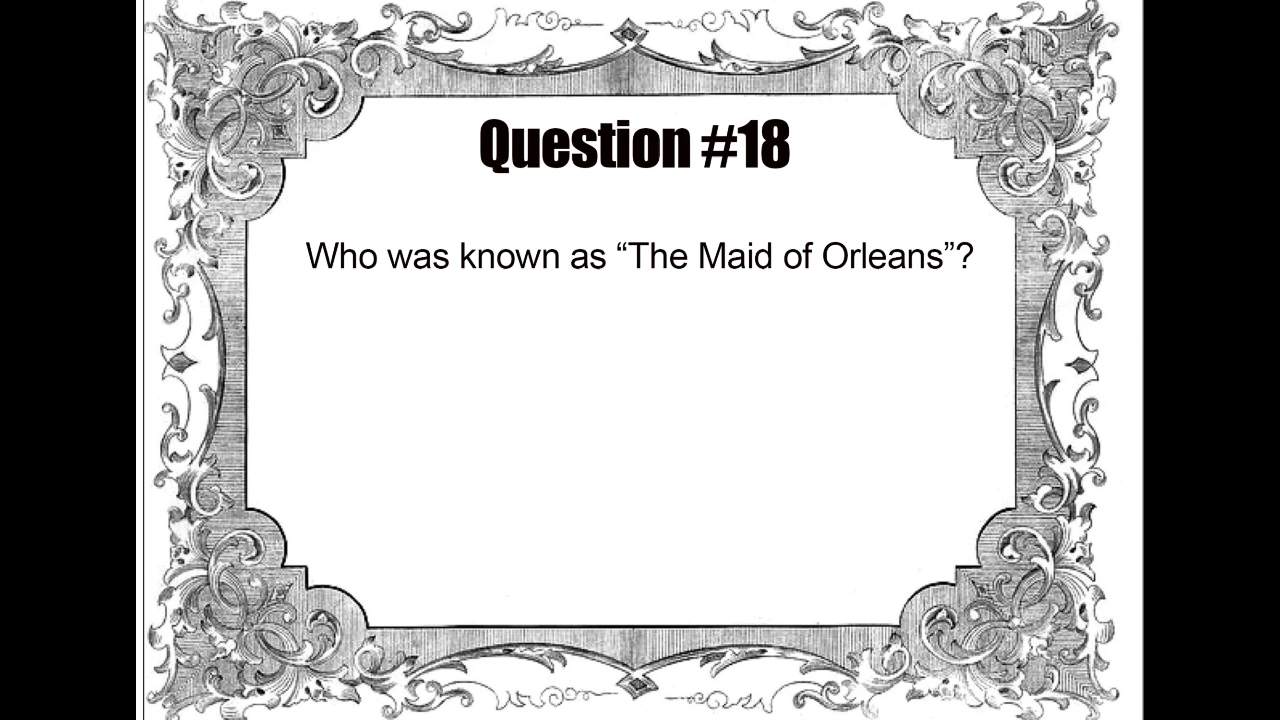 Question #18
Who was known as “The Maid of Orleans”?